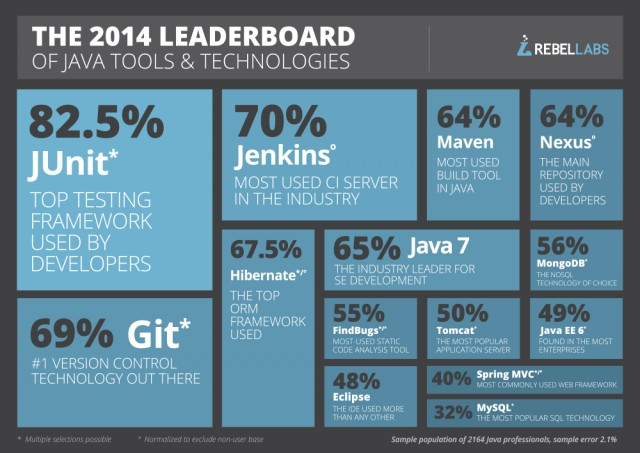 THE 2014 LEADERBOARD
OF JAVA TOOLS & TECHNOLOGIES
REBELLABS
82.5%
JUnit*
TOP TESTING
FRAMEWORK
USED BY
DEVELOPERS
70%
Jenkins°
MOST USED CI SERVER
IN THE INDUSTRY
64%
Maven
MOST USED
BUILD TOOL
IN JAVA
64%
Nexus°
THE MAIN
REPOSITORY
USED BY
DEVELOPERS
67.5%
Hibernate*/°
THE TOP
ORM
FRAMEWORK
USED
65% Java 7
THE INDUSTRY LEADER FOR
SE DEVELOPMENT
56%
MongoDB°
THE NOSQL
TECHNOLOGY OF CHOICE
69% Git*
#1 VERSION CONTROL
TECHNOLOGY OUT THERE
55%
FindBugs*/°
MOST-USED STATIC
CODE ANALYSIS TOOL
50%
Tomcat*
THE MOST POPULAR
APPLICATION SERVER
49%
Java EE 6*
FOUND IN THE MOST
ENTERPRISES
48%
Eclipse
THE IDE USED MORE
THAN ANY OTHER
40% Spring MVC*/°
MOST COMMONLY USED WEB FRAMEWORK
32% MySQL*
THE MOST POPULAR SQL TECHNOLOGY
* Multiple selections possible
° Normalized to exclude non-user base
Sample population of 2164 Java professionals, sample error 2.1%